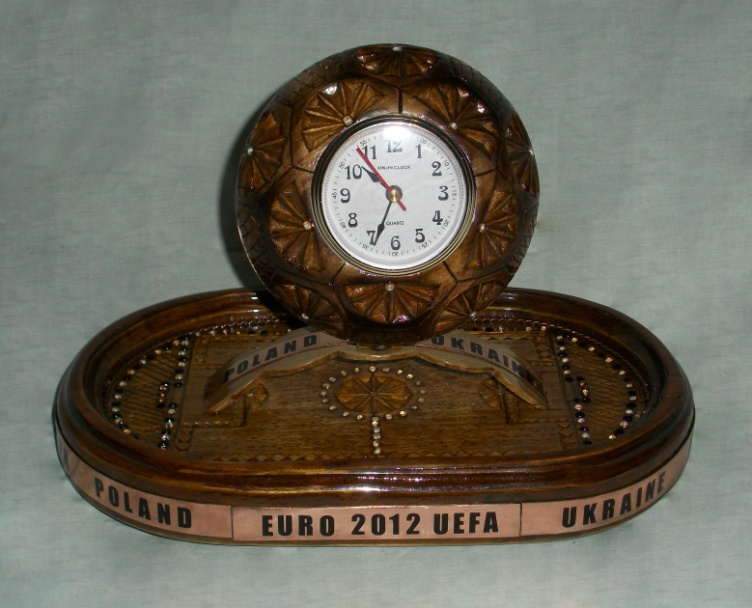 12
11 1
10 2
9 3
8 4
7 5
6
QUARTZ
POLAND UKRAINE
POLAND EURO 2012 UEFA UKRAINE